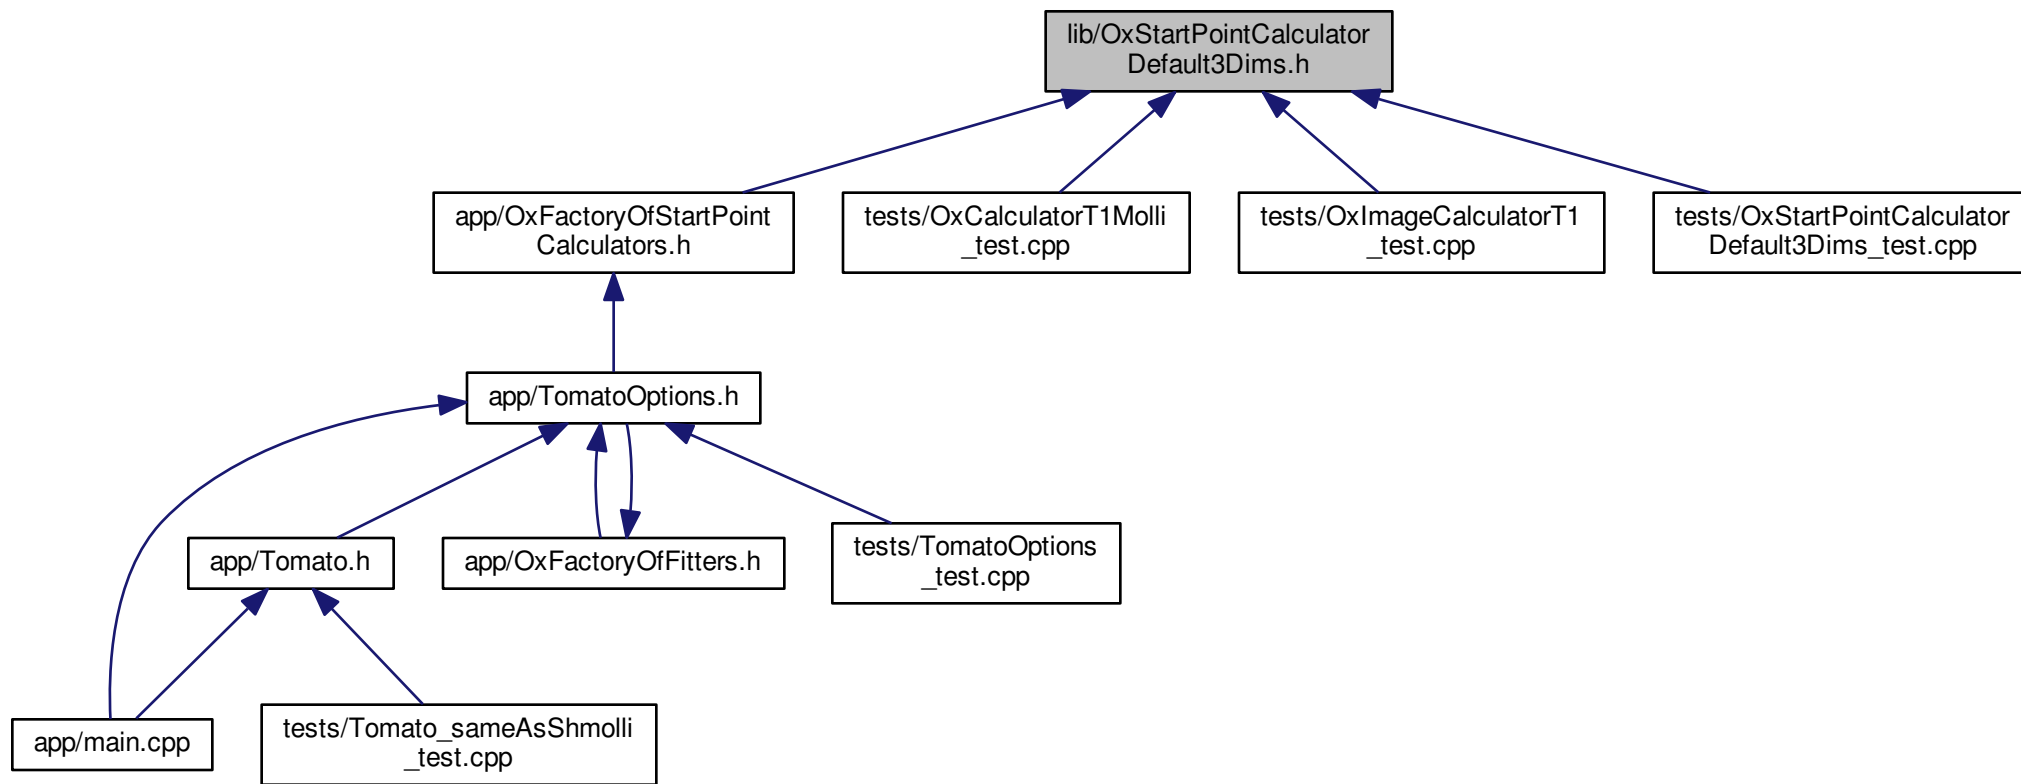 lib/OxStartPointCalculator
Default3Dims.h
app/OxFactoryOfStartPoint
Calculators.h
tests/OxCalculatorT1Molli
_test.cpp
tests/OxImageCalculatorT1
_test.cpp
tests/OxStartPointCalculator
Default3Dims_test.cpp
app/TomatoOptions.h
app/Tomato.h
app/OxFactoryOfFitters.h
tests/TomatoOptions
_test.cpp
app/main.cpp
tests/Tomato_sameAsShmolli
_test.cpp